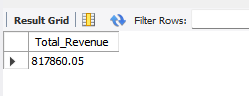 Result Grid Filter Rows:
Total_Revenue
817860.05